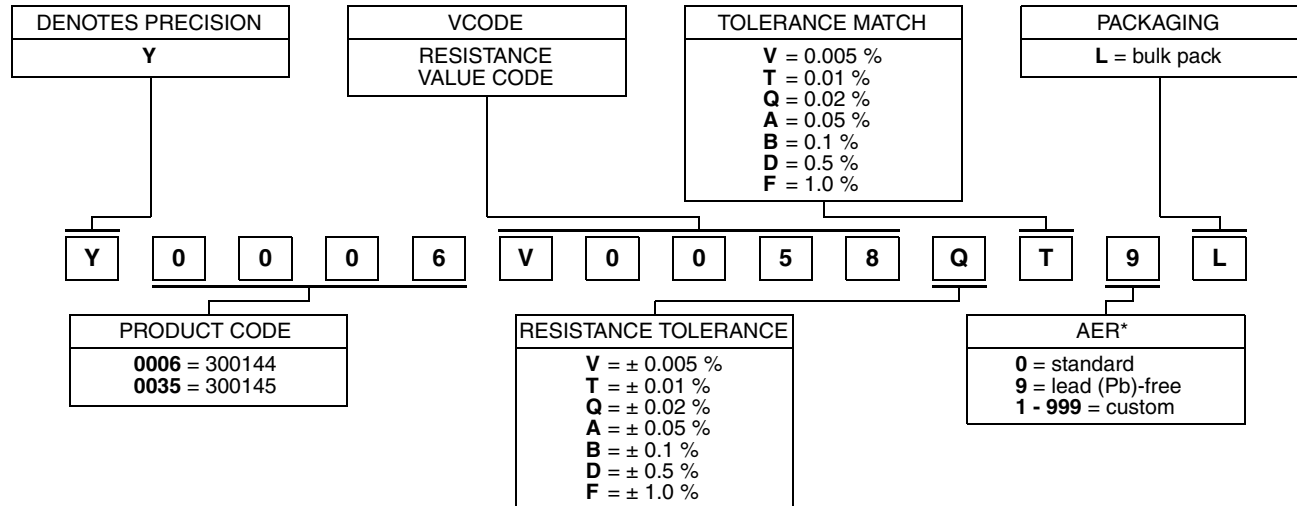 DENOTES PRECISION
Y
VCODE
RESISTANCE
VALUE CODE
TOLERANCE MATCH
V = 0.005 %
T = 0.01 %
Q = 0.02 %
A = 0.05 %
B = 0.1 %
D = 0.5 %
F = 1.0 %
PACKAGING
L = bulk pack
Y 0 0 0 6 V 0 0 5 8 Q T 9 L
PRODUCT CODE
0006 = 300144
0035 = 300145
RESISTANCE TOLERANCE
V = ± 0.005 %
T = ± 0.01 %
Q = ± 0.02 %
A = ± 0.05 %
B = ± 0.1 %
D = ± 0.5 %
F = ± 1.0 %
AER*
0 = standard
9 = lead (Pb)-free
1 - 999 = custom